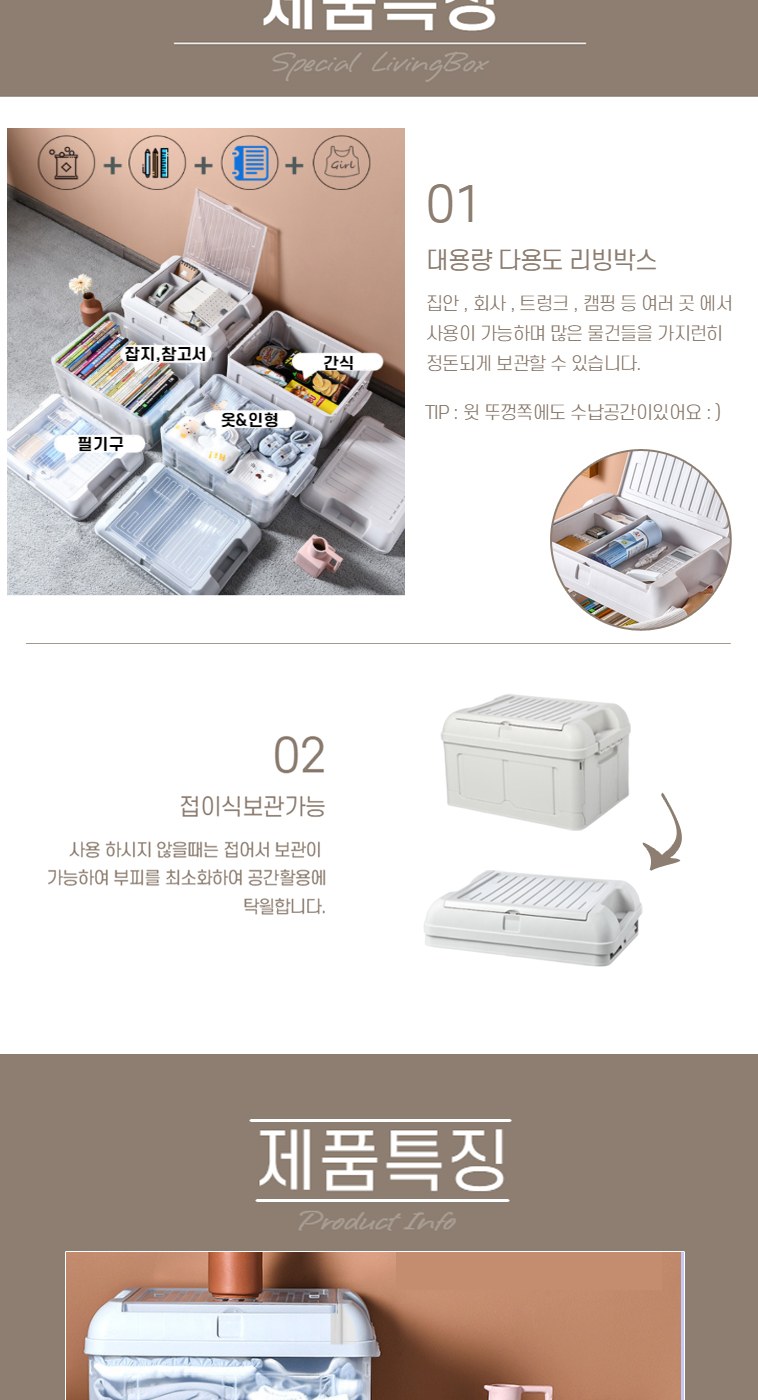 제품특징
Special LivingBox
Girl
잡지,참고서
간식
옷&인형
필기구
01
대용량 다용도 리빙박스
집안 , 회사 , 트렁크 , 캠핑 등 여러 곳 에서
사용이 가능하며 많은 물건들을 가지런히
정돈되게 보관할 수 있습니다.
TIP : 윗 뚜껑쪽에도 수납공간이있어요 : )
02
접이식보관가능
사용 하시지 않을때는 접어서 보관이
가능하여 부피를 최소화하여 공간활용에
탁월합니다.
제품특징
Product Info